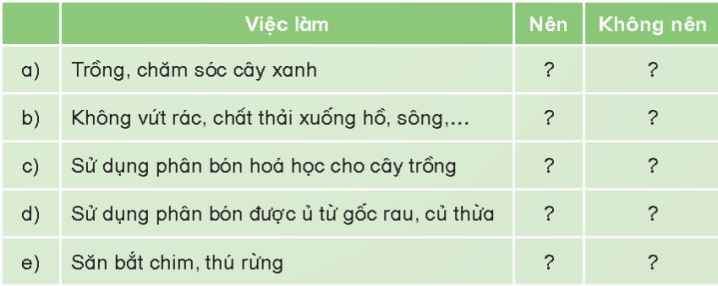 Việc làm Nên Không nên
a) Trồng, chăm sóc cây xanh ? ?
b) Không vứt rác, chất thải xuống hồ, sông,... ? ?
c) Sử dụng phân bón hoá học cho cây trồng ? ?
d) Sử dụng phân bón được ủ từ gốc rau, củ thừa ? ?
e) Săn bắt chim, thú rừng ? ?